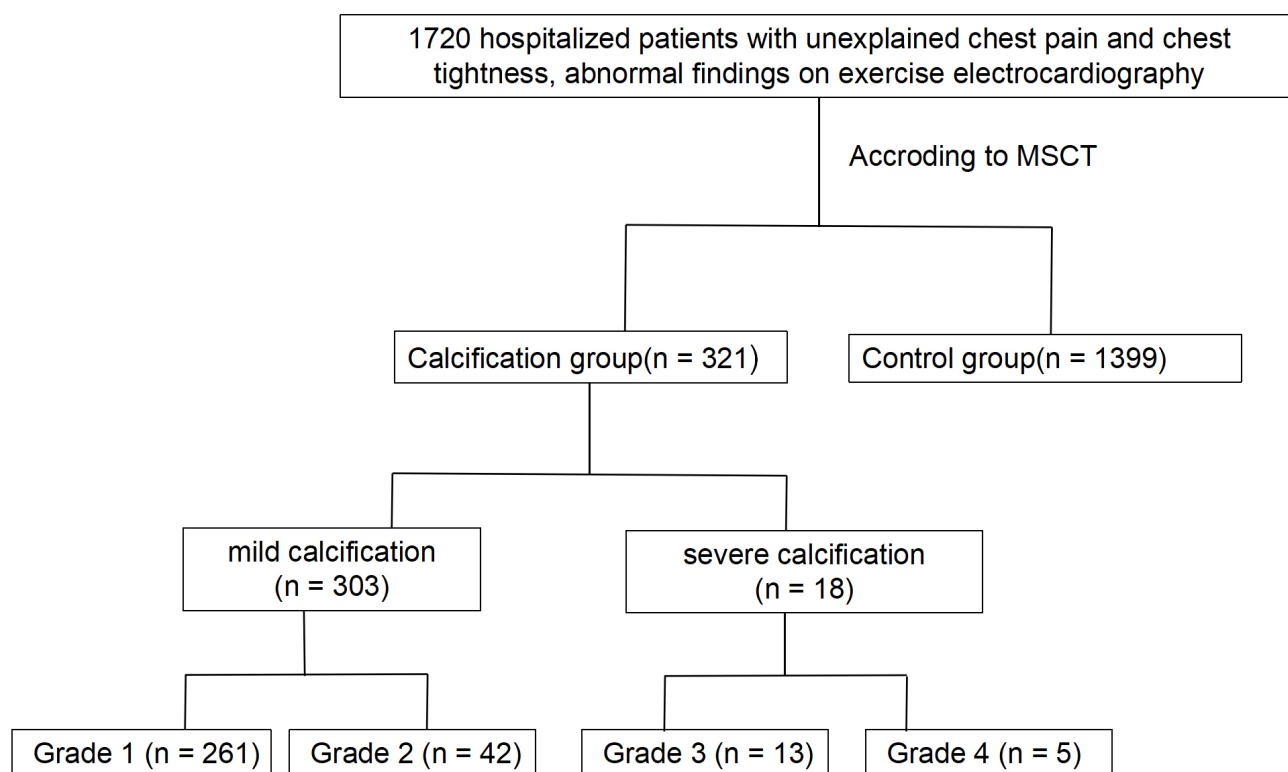 1720 hospitalized patients with unexplained chest pain and chest
tightness, abnormal findings on exercise electrocardiography
Accroding to MSCT
Calcification group(n = 321)
Control group(n = 1399)
mild calcification
(n = 303)
severe calcification
(n = 18)
Grade 1 (n = 261)
Grade 2 (n = 42)
Grade 3 (n = 13)
Grade 4 (n = 5)